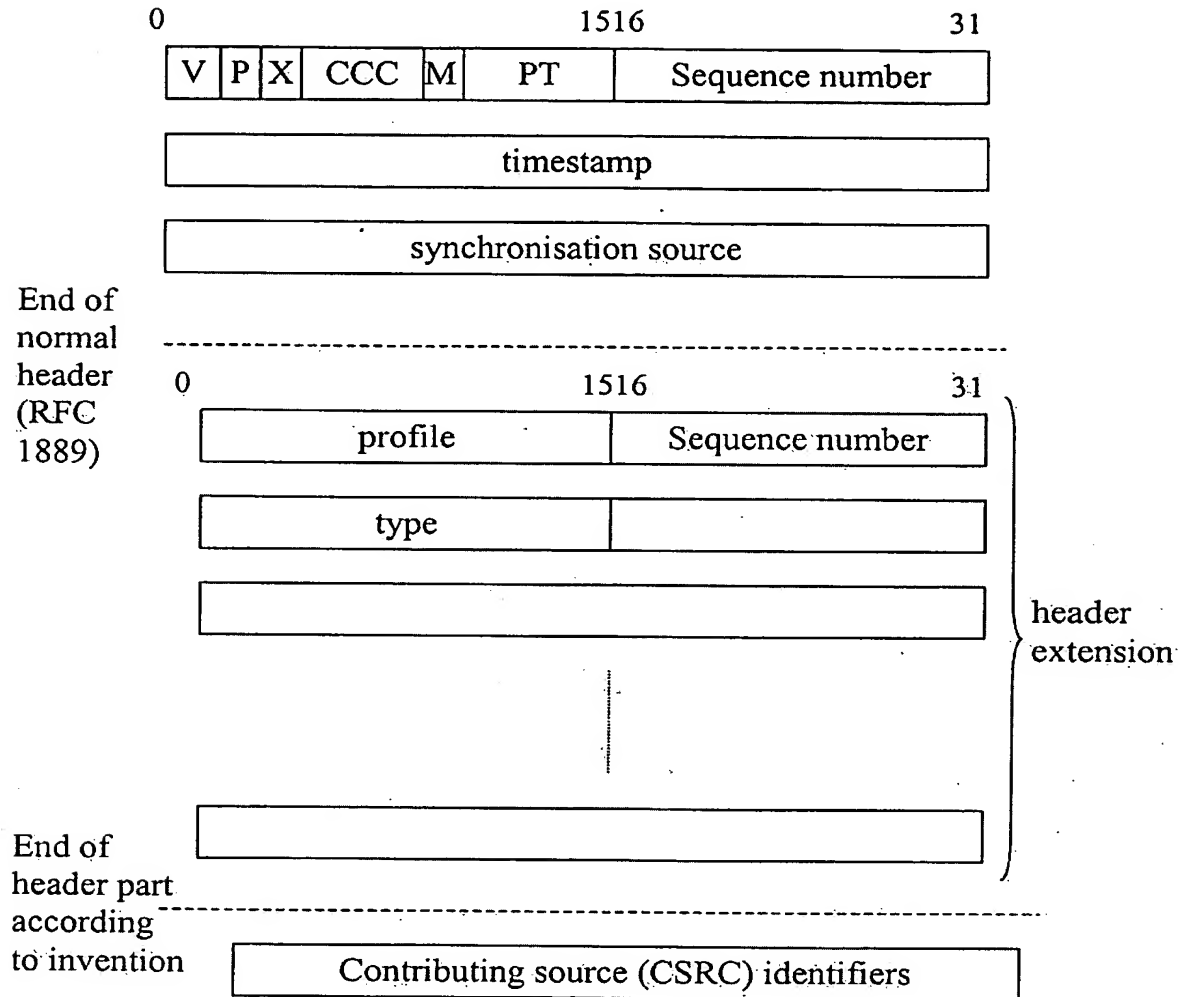 0 1516 31
V P X CCC M PT Sequence number
timestamp
synchronisation source
End of
normal
header
(RFC
1889)
0 1516 31
profile Sequence number
type
header
extension
End of
header part
according
to invention
Contributing source (CSRC) identifiers